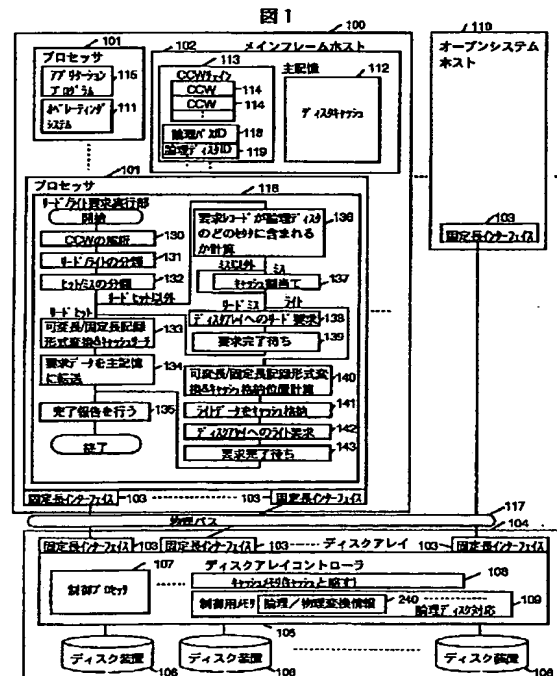 図1
100
101
プロセッサ
アプリケーション
プログラム
115
オペレーティング
システム
111
メインフレームホスト
102
113
CCWチェイン
CCW
114
CCW
114
論理パスID
118
論理ディスクID
119
主記憶
112
ディスクキャッシュ
110
オープンシステム
ホスト
103
固定長インターフェイス
101
プロセッサ
116
リード/ライト要求実行部
開始
CCWの解析
130
リード/ライトの分類
131
ヒット/ミスの分類
132
リードヒット以外
リードヒット
可変長/固定長記録
形式変換&キャッシュサーチ
133
要求データを主記憶
に転送
134
完了報告を行う
135
終了
要求レコードが論理ディスク
のどのセクタに含まれる
か計算
136
ミス以外
ミス
キャッシュ割当て
137
リードミス
ライト
ディスクアレイへのリード要求
138
要求完了待ち
139
可変長/固定長記録形式変
換&キャッシュ格納位置計算
140
ライトデータをキャッシュ格納
141
ディスクアレイへのライト要求
142
要求完了待ち
143
固定長インターフェイス
103
103
固定長インターフェイス
物理パス
117
104
固定長インターフェイス
103
固定長インターフェイス
103
ディスクアレイ
103
固定長インターフェイス
ディスクアレイコントローラ
107
制御プロセッサ
キャッシュメモリ(キャッシュと略す)
108
制御用メモリ
論理/物理変換情報
240
論理ディスク対応
109
105
ディスク装置
106
ディスク装置
106
ディスク装置
106